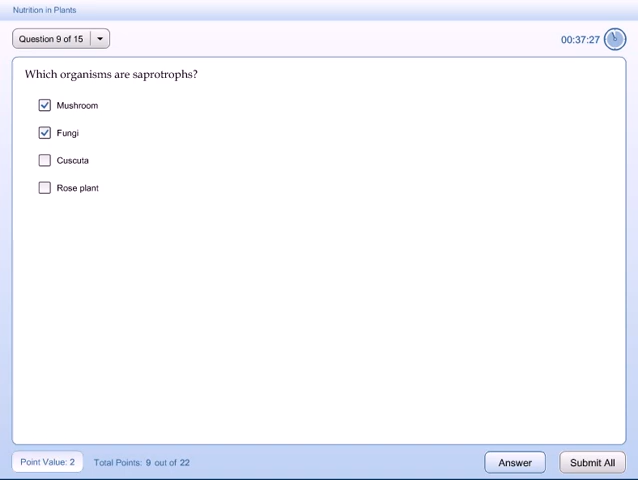 Nutrition in Plants
Question 9 of 15
00:37:27
Which organisms are saprotrophs?
Mushroom
Fungi
Cuscuta
Rose plant
Point Value: 2
Total Points: 9 out of 22
Answer
Submit All